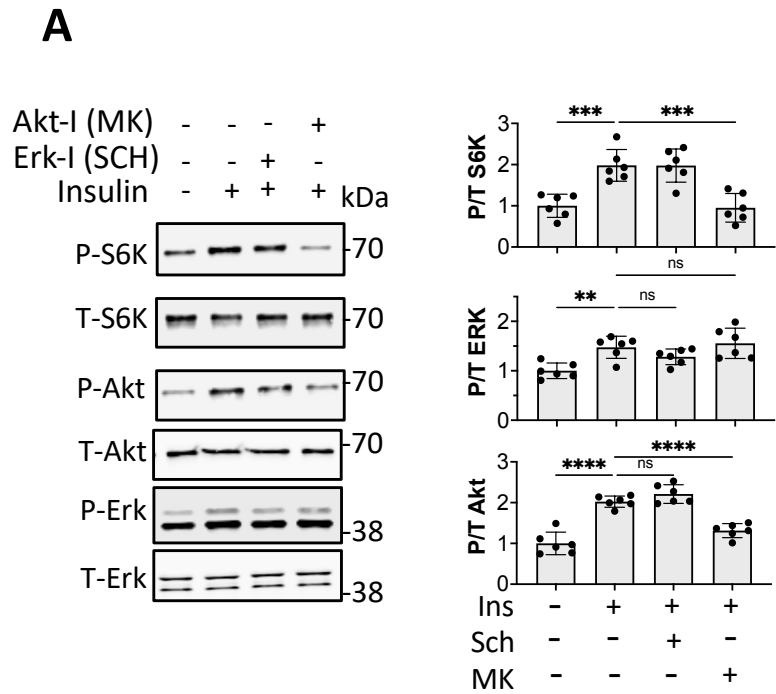 A
Akt-I (MK) - - - +
Erk-I (SCH) - - + -
Insulin - + + + kDa
P-S6K -70
T-S6K -70
P-Akt -70
T-Akt -70
P-Erk -38
T-Erk -38
*** ***
3
2
1
0
P/T S6K
ns
** ns
2
1
0
P/T ERK
****
**** ns
3
2
1
0
P/T Akt
Ins - + + +
Sch - - + -
MK - - - +